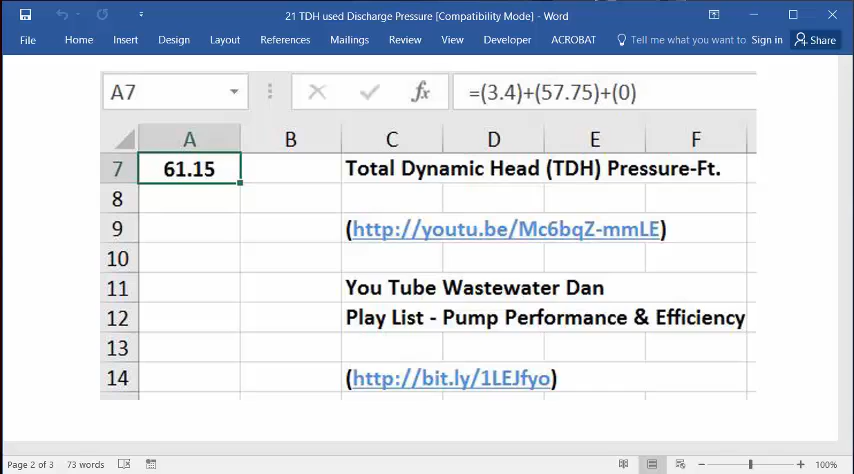 21 TDH used Discharge Pressure [Compatibility Mode] - Word
File Home Insert Design Layout References Mailings Review View Developer ACROBAT Tell me what you want to Sign in Share
A7 fx =(3.4)+(57.75)+(0)
A B C D E F
7 61.15 Total Dynamic Head (TDH) Pressure-Ft.
8
9 (http://youtu.be/Mc6bqZ-mmLE)
10
11 You Tube Wastewater Dan
12 Play List - Pump Performance & Efficiency
13
14 (http://bit.ly/1LEJfyo)
Page 2 of 3 73 words 100%